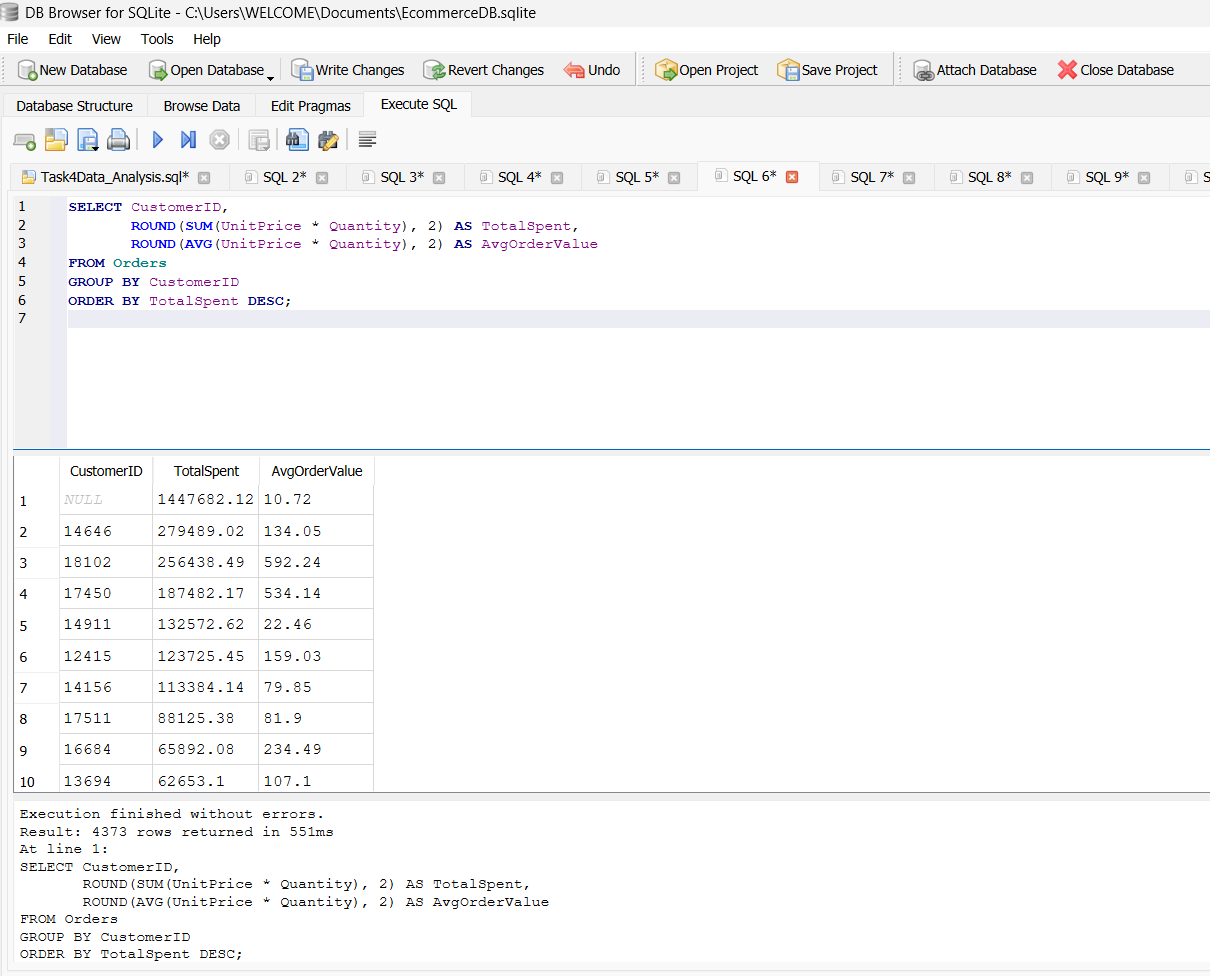 DB Browser for SQLite - C:\Users\WELCOME\Documents\EcommerceDB.sqlite
File Edit View Tools Help
New Database Open Database Write Changes Revert Changes Undo Open Project Save Project Attach Database Close Database
Database Structure Browse Data Edit Pragmas Execute SQL
Task4Data_Analysis.sql* SQL 2* SQL 3* SQL 4* SQL 5* SQL 6* SQL 7* SQL 8* SQL 9* S
1 SELECT CustomerID,
2 ROUND(SUM(UnitPrice * Quantity), 2) AS TotalSpent,
3 ROUND(AVG(UnitPrice * Quantity), 2) AS AvgOrderValue
4 FROM Orders
5 GROUP BY CustomerID
6 ORDER BY TotalSpent DESC;
7
CustomerID TotalSpent AvgOrderValue
1 NULL 1447682.12 10.72
2 14646 279489.02 134.05
3 18102 256438.49 592.24
4 17450 187482.17 534.14
5 14911 132572.62 22.46
6 12415 123725.45 159.03
7 14156 113384.14 79.85
8 17511 88125.38 81.9
9 16684 65892.08 234.49
10 13694 62653.1 107.1
Execution finished without errors.
Result: 4373 rows returned in 551ms
At line 1:
SELECT CustomerID,
ROUND(SUM(UnitPrice * Quantity), 2) AS TotalSpent,
ROUND(AVG(UnitPrice * Quantity), 2) AS AvgOrderValue
FROM Orders
GROUP BY CustomerID
ORDER BY TotalSpent DESC;